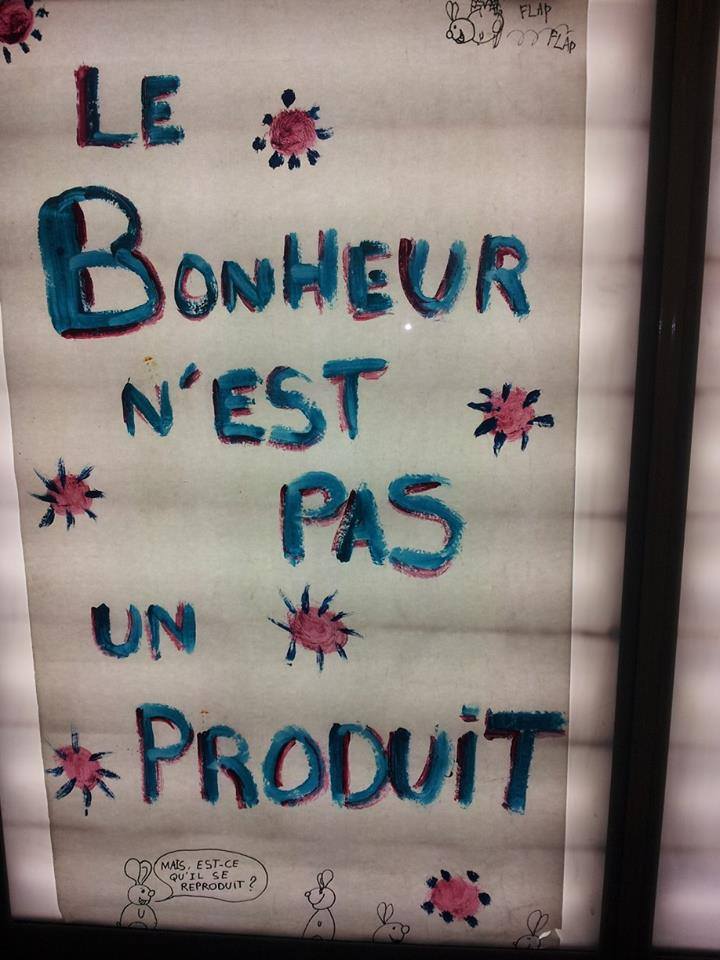 FLAP
FLAP
LE
BONHEUR
N'EST
PAS
UN
PRODUiT
MAIS, EST-CE
QU'IL SE
REPRODUIT ?